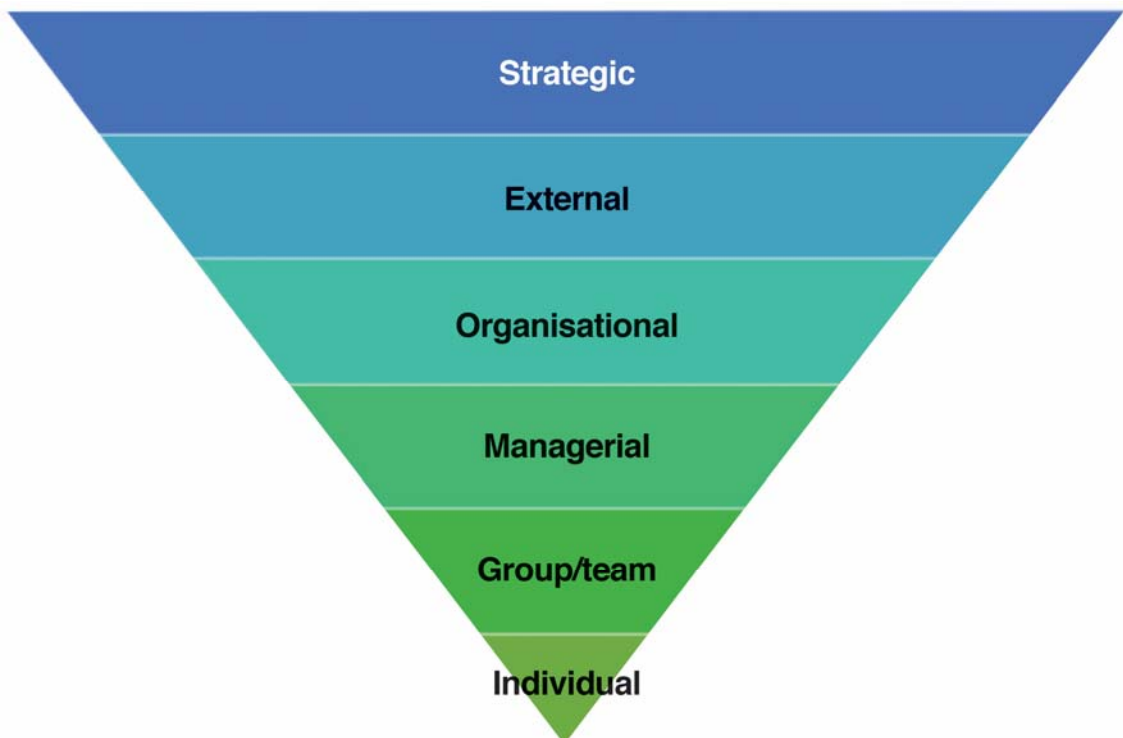 Strategic
External
Organisational
Managerial
Group/team
Individual